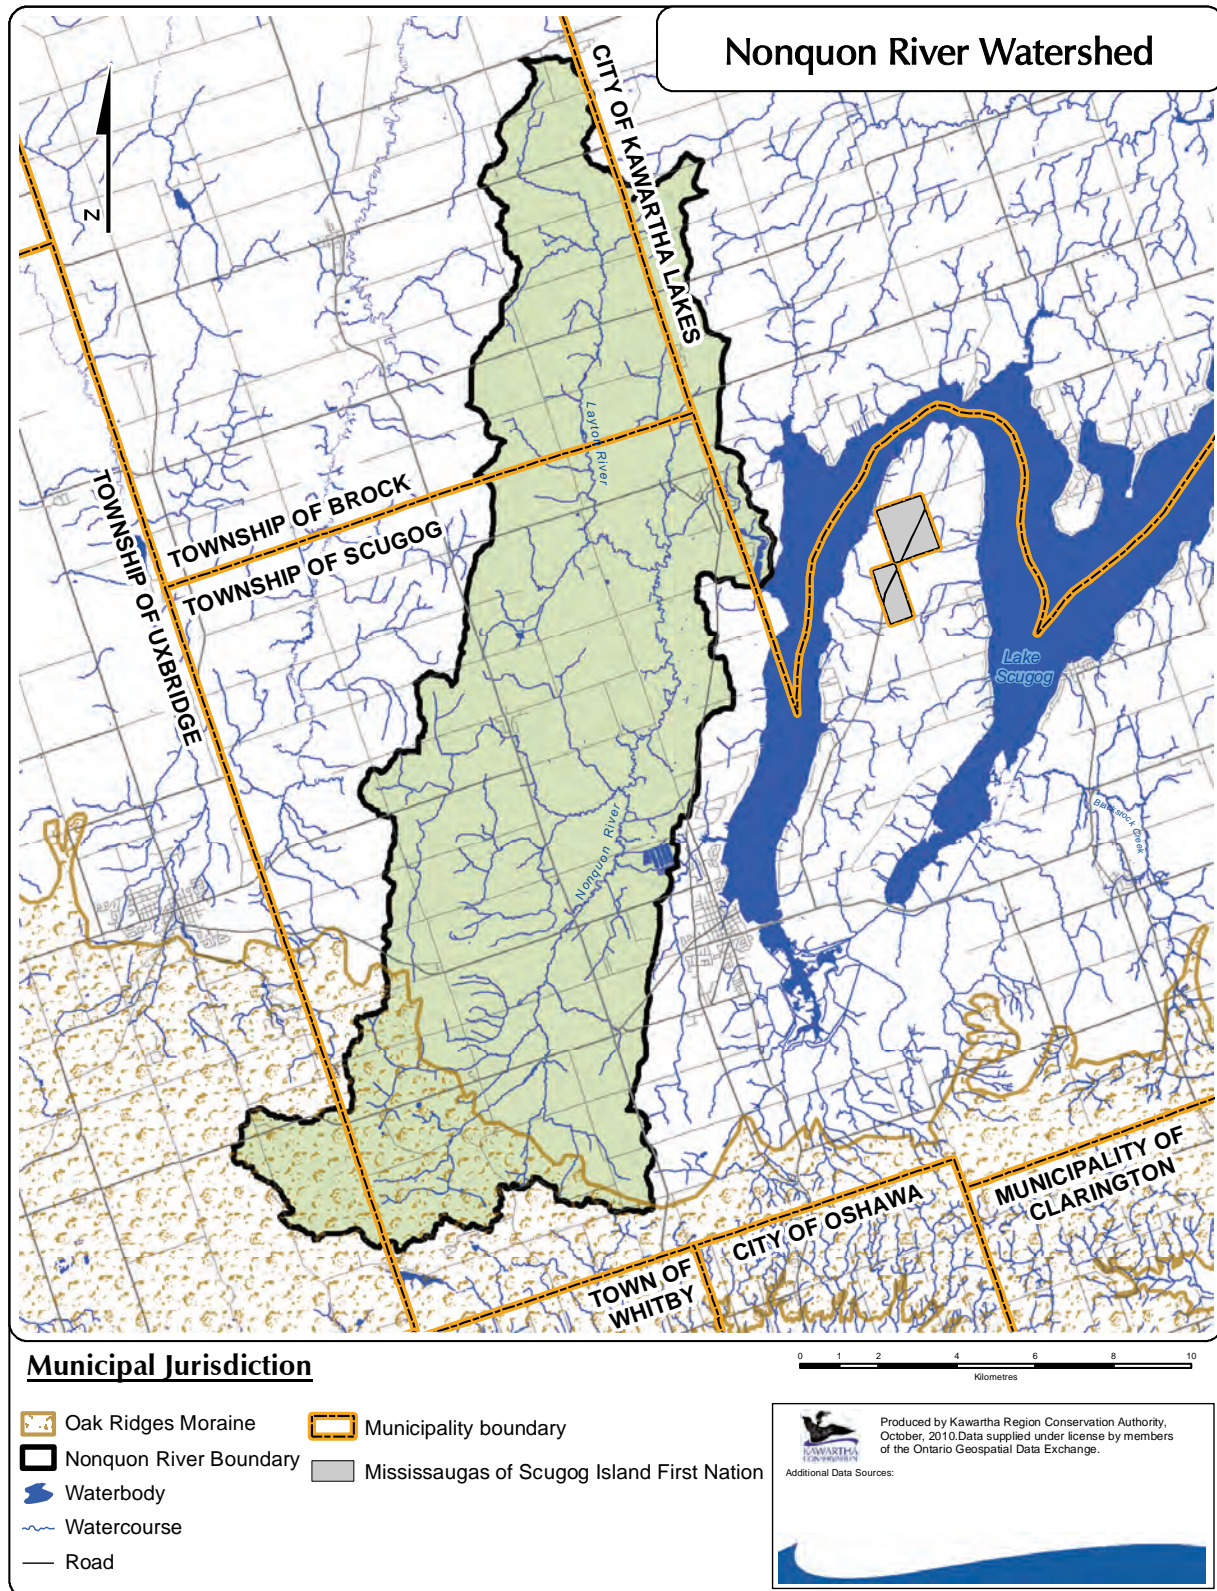 Nonquon River Watershed
N
CITY OF KAWARTHA LAKES
Layton River
TOWNSHIP OF BROCK
TOWNSHIP OF SCUGOG
TOWNSHIP OF UXBRIDGE
Lake
Scugog
Nonquon River
Blackstock Creek
MUNICIPALITY OF
CLARINGTON
CITY OF OSHAWA
TOWN OF
WHITBY
Municipal Jurisdiction
0 1 2 4 6 8 10
Kilometres
Oak Ridges Moraine
Nonquon River Boundary
Waterbody
Watercourse
Road
Municipality boundary
Mississaugas of Scugog Island First Nation
KAWARTHA
CONSERVATION
Produced by Kawartha Region Conservation Authority,
October, 2010.Data supplied under license by members
of the Ontario Geospatial Data Exchange.
Additional Data Sources: